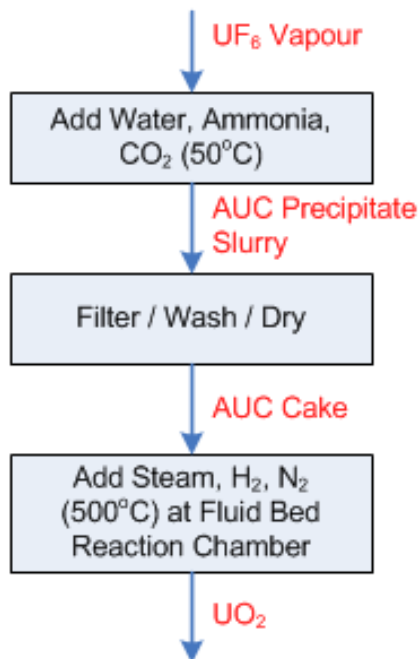 UF₆ Vapour
Add Water, Ammonia,
CO₂ (50°C)
AUC Precipitate
Slurry
Filter / Wash / Dry
AUC Cake
Add Steam, H₂, N₂
(500°C) at Fluid Bed
Reaction Chamber
UO₂